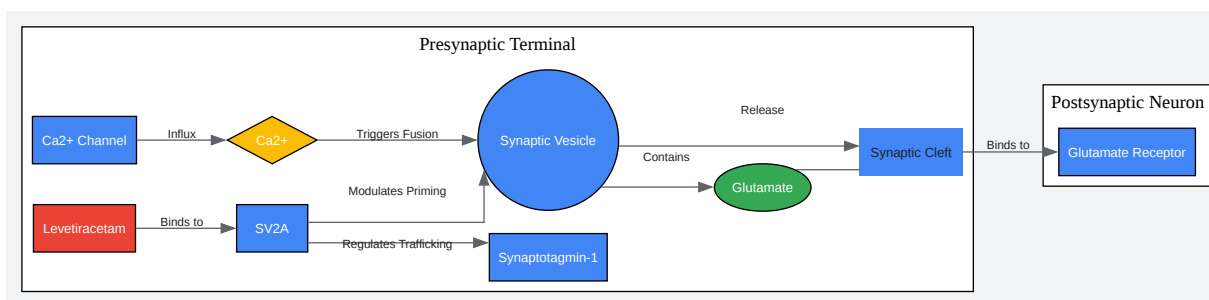 Presynaptic Terminal
Ca2+ Channel
Influx
Ca2+
Triggers Fusion
Synaptic Vesicle
Release
Contains
Glutamate
Synaptic Cleft
Binds to
Postsynaptic Neuron
Glutamate Receptor
Modulates Priming
Levetiracetam
Binds to
SV2A
Regulates Trafficking
Synaptotagmin-1